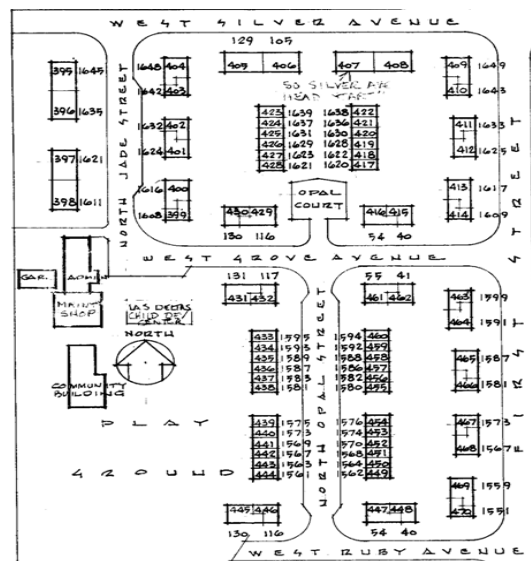 WEST SILVER AVENUE
129 105
405 406
407 408
53 SILVER AVE
HEAD START
395 1645
396 1635
397 1621
398 1611
NORTH JADE STREET
1648 404
1642 403
1632 402
1624 401
1616 400
1608 399
423 1639 1638 422
424 1637 1636 421
425 1631 1630 420
426 1629 1628 419
427 1623 1622 418
428 1621 1620 417
409 1649
410 1643
411 1633
412 1625
413 1617
414 1609
OPAL
COURT
430 429
130 116
416 415
54 40
WEST GROVE AVENUE
FIRST STREET
GAR.
ADMIN
MAINT
SHOP
LAS DEORS
CHILD DEV
CENTER
NORTH
COMMUNITY
BUILDING
PLAY
GROUND
131 117
431 432
55 41
461 462
NORTH OPAL STREET
433 1595 1594 460
434 1593 1592 459
435 1589 1588 458
436 1587 1586 457
437 1583 1582 456
438 1581 1580 455
439 1575 1576 454
440 1573 1574 453
441 1569 1570 452
442 1567 1568 451
443 1563 1564 450
444 1561 1562 449
463 1599
464 1591
465 1587
466 1581
467 1573
468 1567
469 1559
470 1551
445 446
130 116
447 448
54 40
WEST RUBY AVENUE